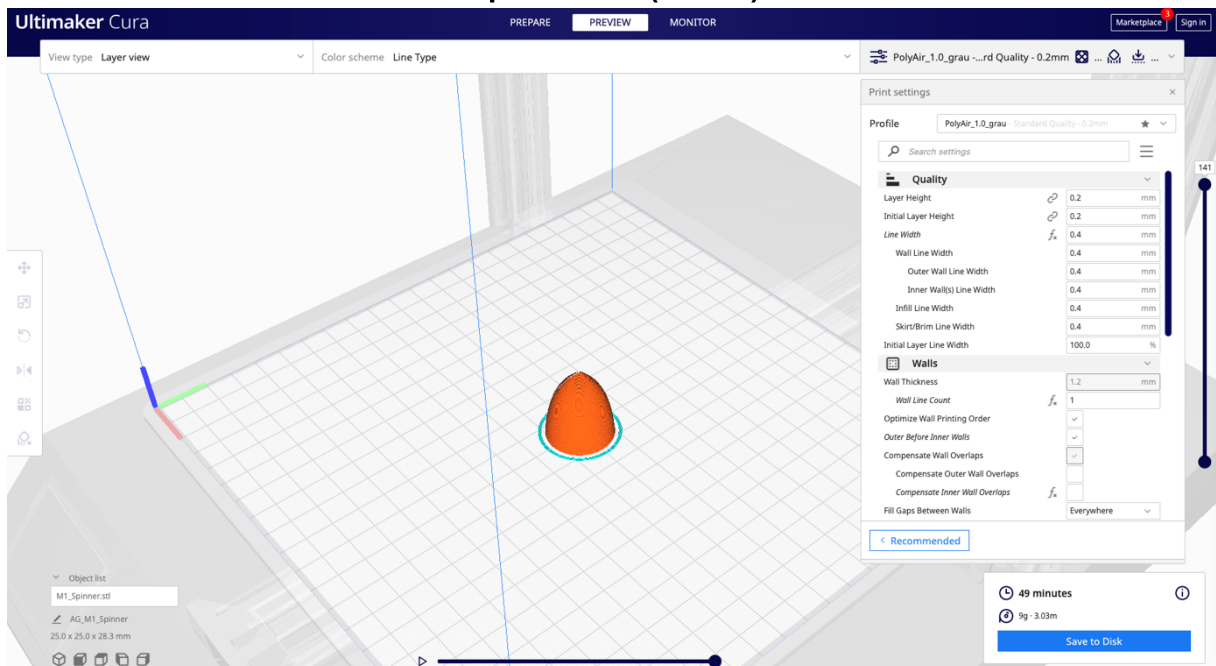 Ultimaker Cura
PREPARE PREVIEW MONITOR
Marketplace 3 Sign in
View type Layer view
Color scheme Line Type
PolyAir_1.0_grau -...rd Quality - 0.2mm ... ...
Print settings
Profile PolyAir_1.0_grau - Standard Quality - 0.2mm
Search settings
Quality
Layer Height 0.2 mm
Initial Layer Height 0.2 mm
Line Width fx 0.4 mm
Wall Line Width 0.4 mm
Outer Wall Line Width 0.4 mm
Inner Wall(s) Line Width 0.4 mm
Infill Line Width 0.4 mm
Skirt/Brim Line Width 0.4 mm
Initial Layer Line Width 100.0 %
Walls
Wall Thickness 1.2 mm
Wall Line Count fx 1
Optimize Wall Printing Order
Outer Before Inner Walls
Compensate Wall Overlaps
Compensate Outer Wall Overlaps
Compensate Inner Wall Overlaps fx
Fill Gaps Between Walls Everywhere
< Recommended
141
Object list
M1_Spinner.stl
AG_M1_Spinner
25.0 x 25.0 x 28.3 mm
49 minutes
9g · 3.03m
Save to Disk